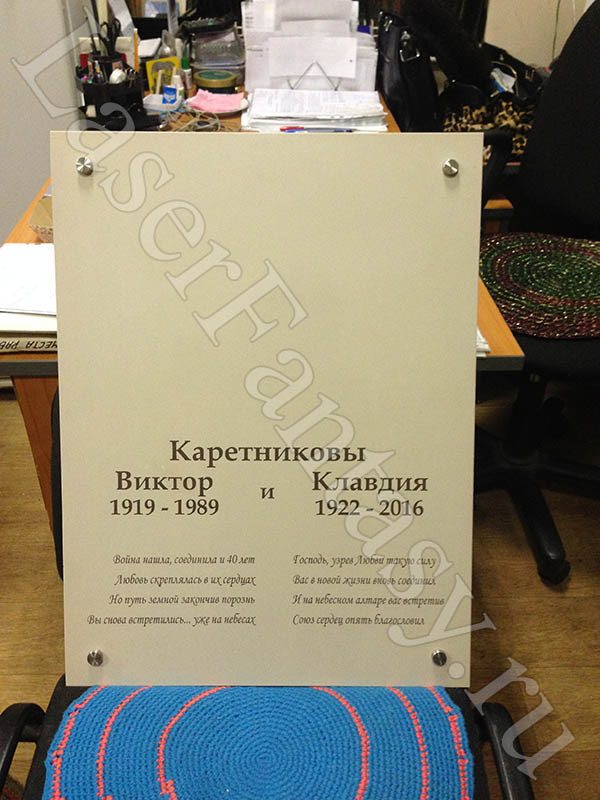 LaserFantasy.ru
МЕСТА
РАБ
Каретниковы
Виктор и Клавдия
1919 - 1989 1922 - 2016
Война нашла, соединила и 40 лет
Любовь скреплялась в их сердцах
Но путь земной закончив порознь
Вы снова встретились... уже на небесах
Господь, узрев Любви такую силу
Вас в новой жизни вновь соединил
И на небесном алтаре вас встретив
Союз сердец опять благословил